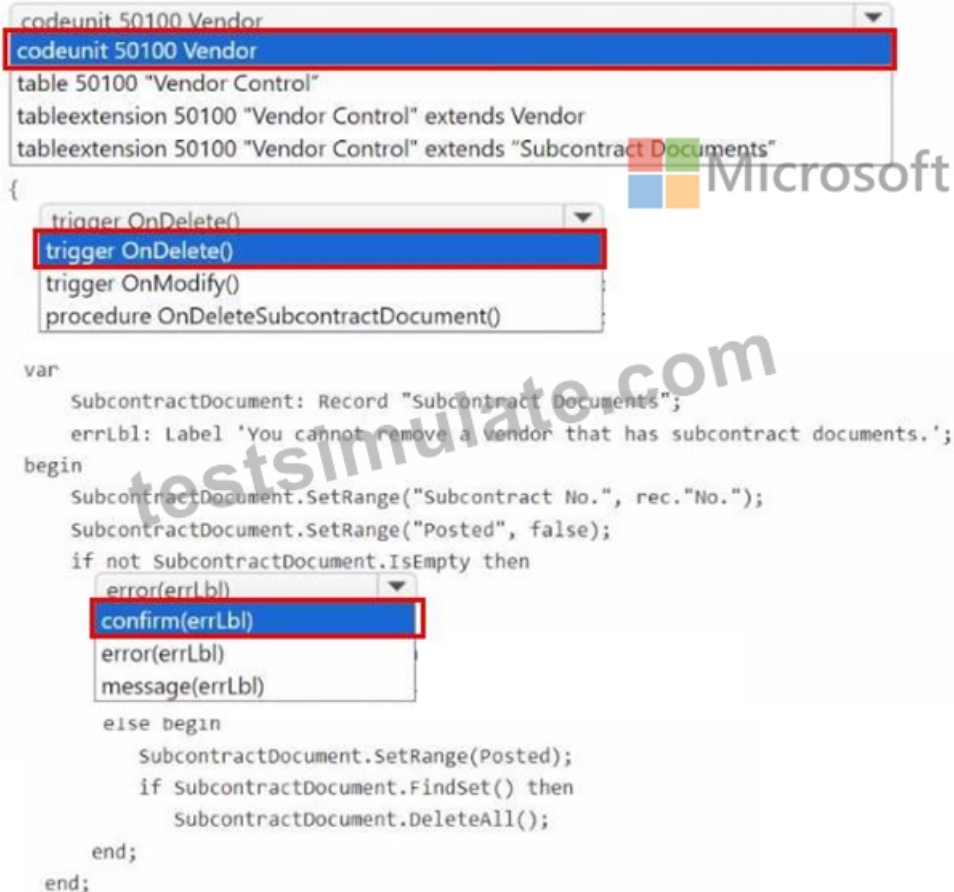 codeunit 50100 Vendor
codeunit 50100 Vendor
table 50100 "Vendor Control"
tableextension 50100 "Vendor Control" extends Vendor
tableextension 50100 "Vendor Control" extends "Subcontract Documents"
Microsoft
{
trigger OnDelete()
trigger OnDelete()
trigger OnModify()
procedure OnDeleteSubcontractDocument()
testsimulate.com
var
SubcontractDocument: Record "Subcontract Documents";
errLbl: Label 'You cannot remove a vendor that has subcontract documents.';
begin
SubcontractDocument.SetRange("Subcontract No.", rec."No.");
SubcontractDocument.SetRange("Posted", false);
if not SubcontractDocument.IsEmpty then
error(errLbl)
confirm(errLbl)
error(errLbl)
message(errLbl)
else begin
SubcontractDocument.SetRange(Posted);
if SubcontractDocument.FindSet() then
SubcontractDocument.DeleteAll();
end;
end;